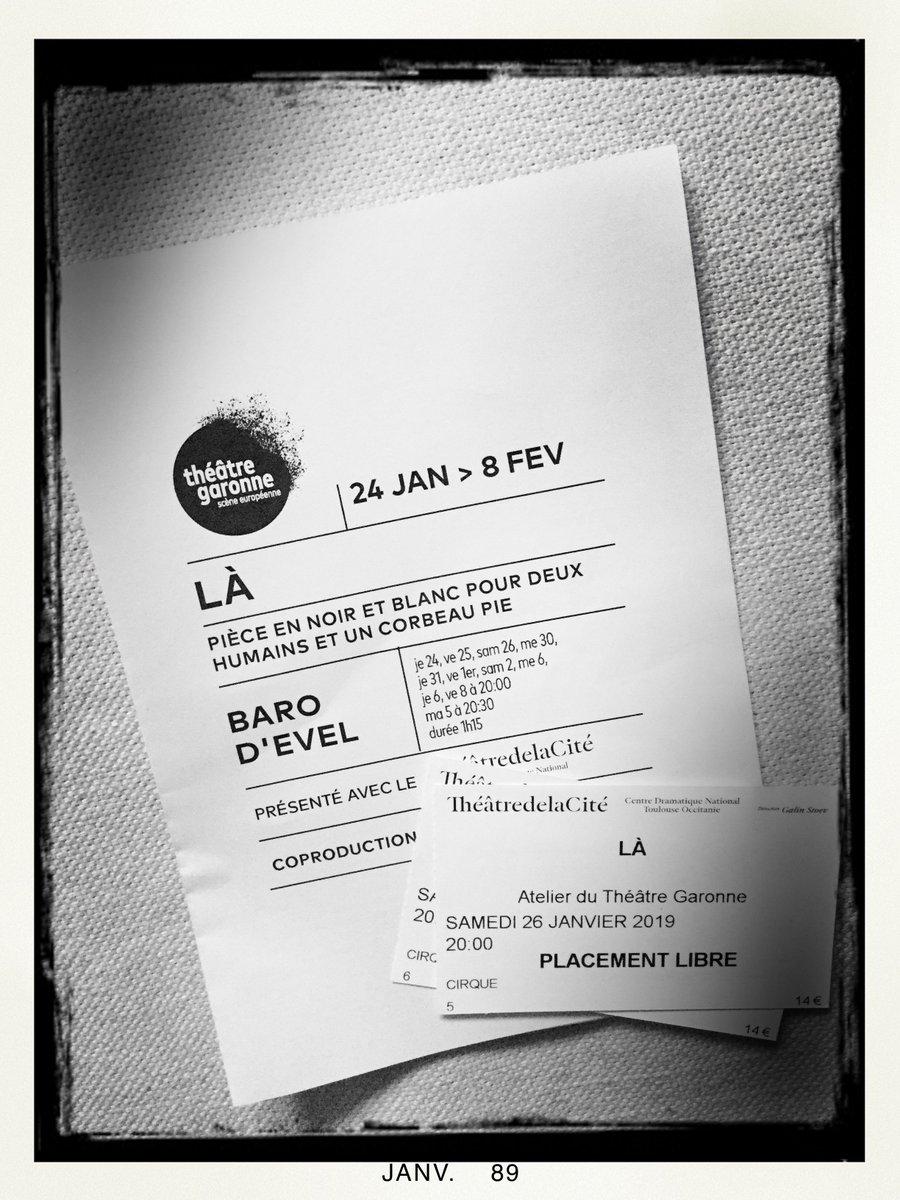 théâtre
garonne
scène européenne
24 JAN > 8 FEV
LÀ
PIÈCE EN NOIR ET BLANC POUR DEUX
HUMAINS ET UN CORBEAU PIE
BARO
D'EVEL
je 24, ve 25, sam 26, me 30,
je 31, ve 1er, sam 2, me 6,
je 6, ve 8 à 20:00
ma 5 à 20:30
durée 1h15
PRÉSENTÉ AVEC LE
National
COPRODUCTION
ThéâtredelaCité
Centre Dramatique National
Toulouse Occitanie
Galin Stoev
LÀ
Atelier du Théâtre Garonne
SAMEDI 26 JANVIER 2019
20:00
PLACEMENT LIBRE
CIRQUE
5
14 €
6
14 €
JANV. 89